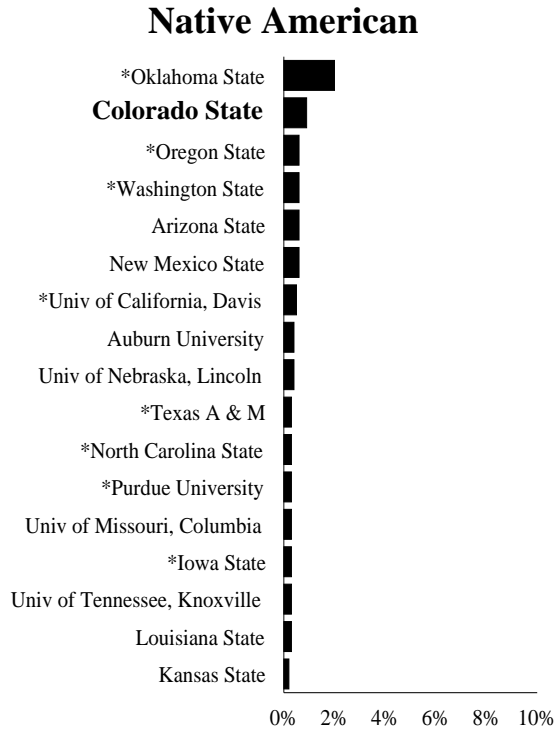 Native American
*Oklahoma State
Colorado State
*Oregon State
*Washington State
Arizona State
New Mexico State
*Univ of California, Davis
Auburn University
Univ of Nebraska, Lincoln
*Texas A & M
*North Carolina State
*Purdue University
Univ of Missouri, Columbia
*Iowa State
Univ of Tennessee, Knoxville
Louisiana State
Kansas State
0% 2% 4% 6% 8% 10%